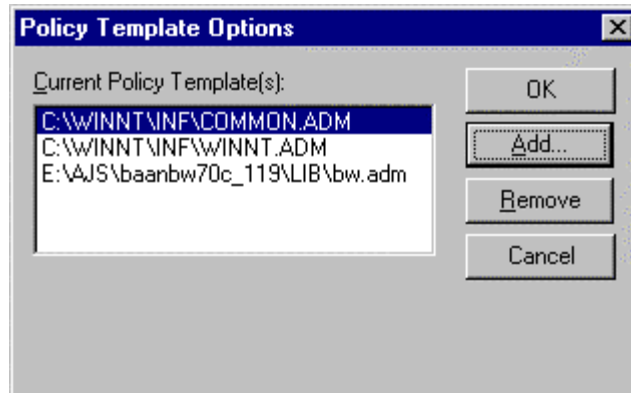 Policy Template Options
Current Policy Template(s):
C:\WINNT\INF\COMMON.ADM
C:\WINNT\INF\WINNT.ADM
E:\AJS\baanbw70c_119\LIB\bw.adm
OK
Add...
Remove
Cancel